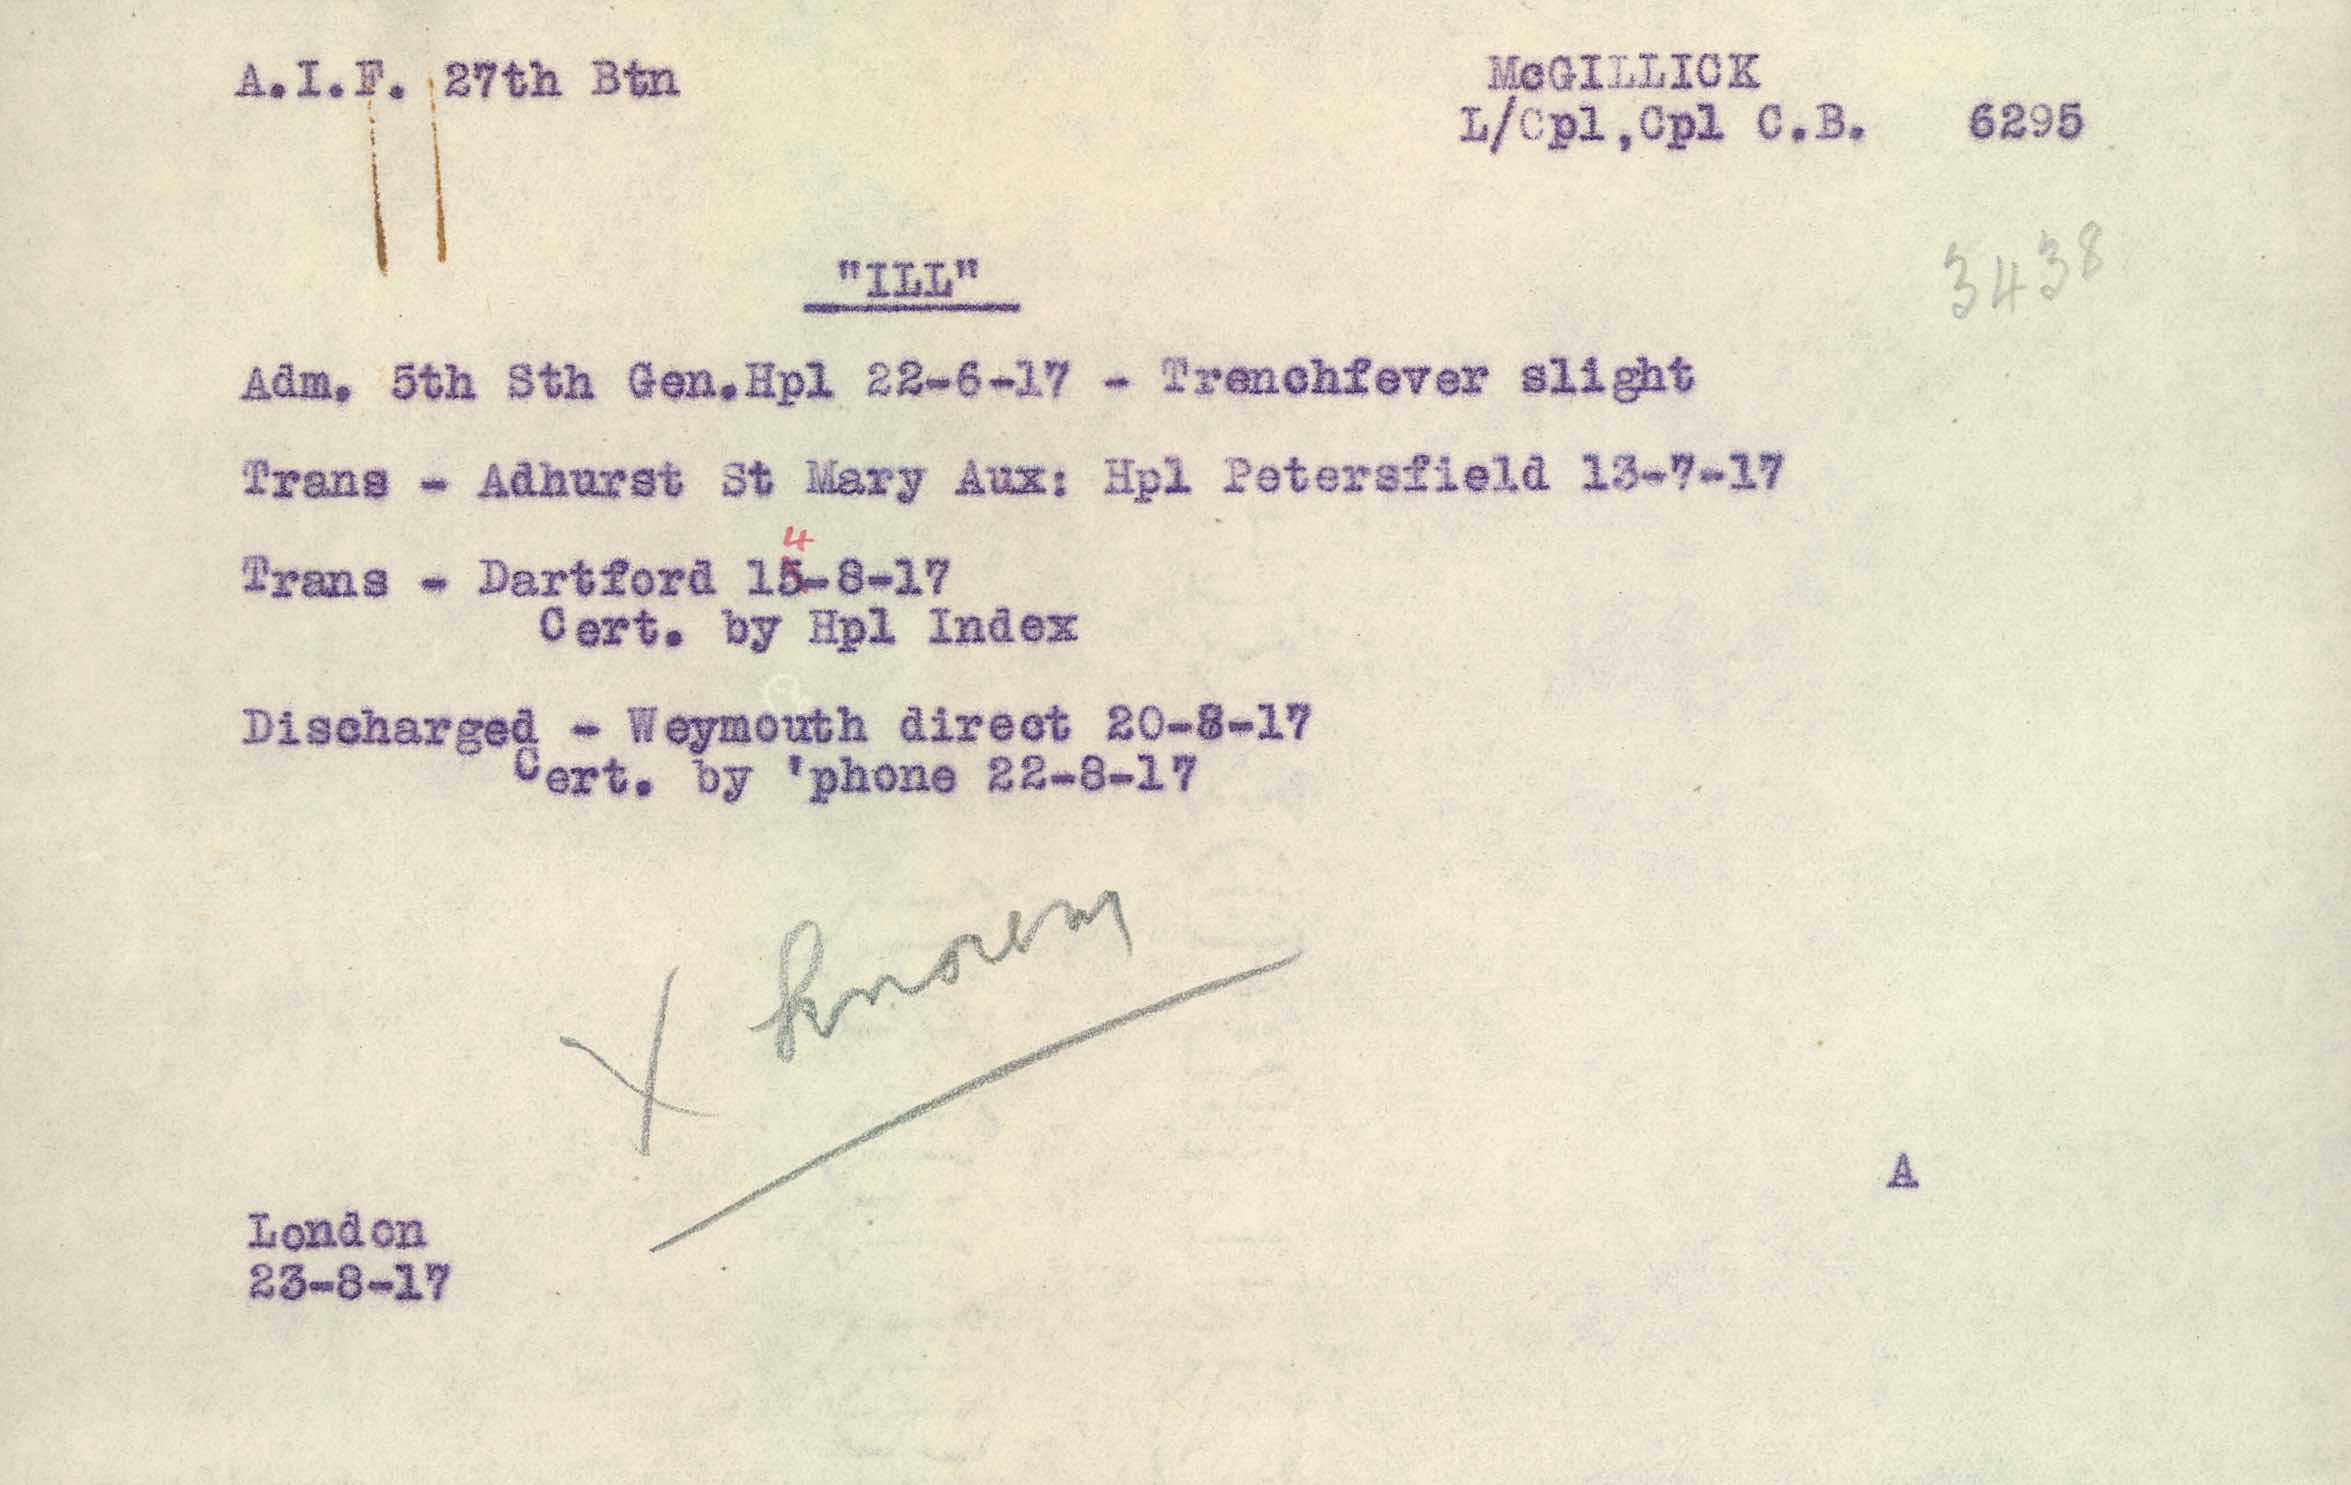 A.I.F. 27th Btn
McGILLICK
L/Cpl,Cpl C.B. 6295
3438
"ILL"
Adm. 5th Sth Gen.Hpl 22-6-17 - Trenchfever slight
Trans - Adhurst St Mary Aux: Hpl Petersfield 13-7-17
4
Trans - Dartford 15-8-17
Cert. by Hpl Index
Discharged - Weymouth direct 20-8-17
Cert. by 'phone 22-8-17
X
A
London
23-8-17